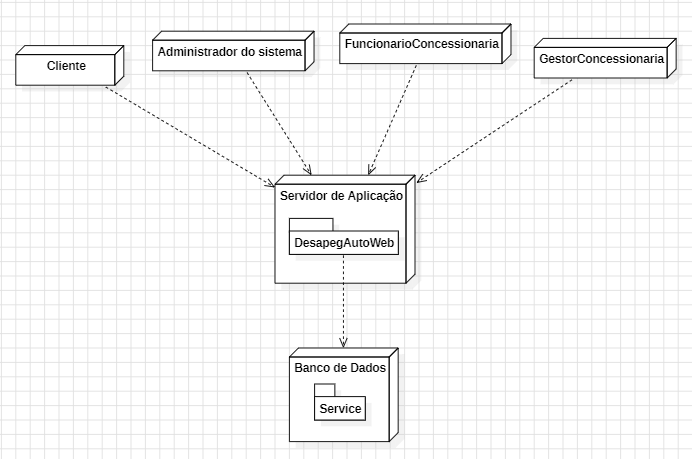 Cliente
Administrador do sistema
FuncionarioConcessionaria
GestorConcessionaria
Servidor de Aplicação
DesapegAutoWeb
Banco de Dados
Service